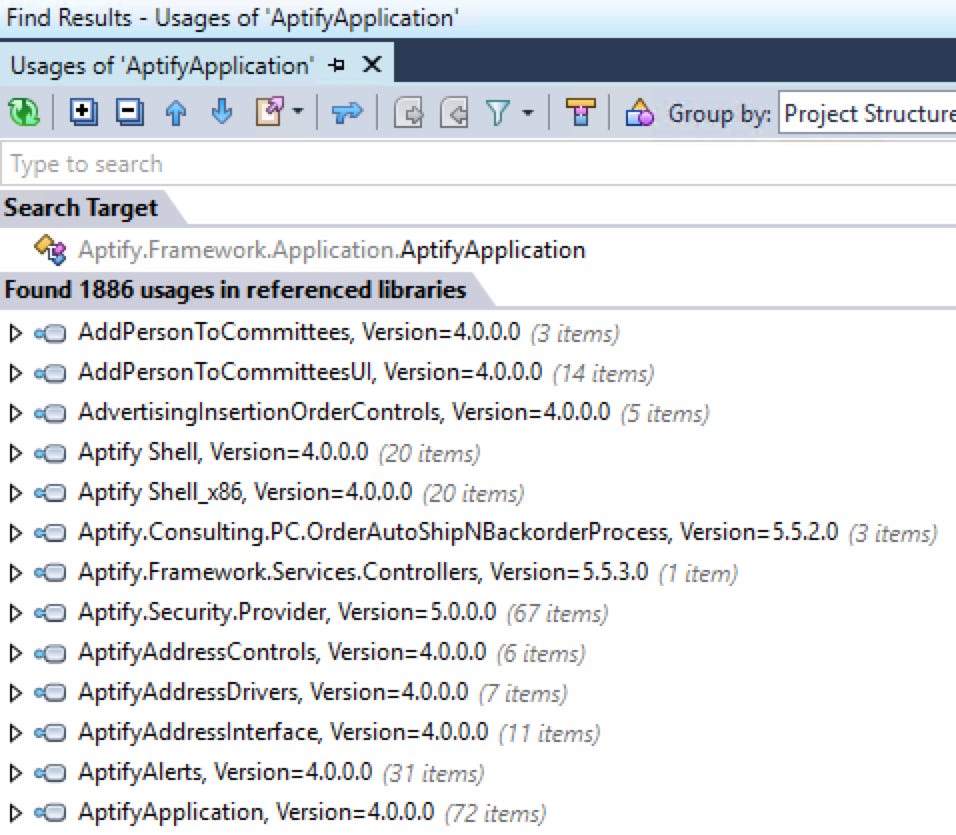 Find Results - Usages of 'AptifyApplication'
Usages of 'AptifyApplication'
Group by: Project Structure
Type to search
Search Target
Aptify.Framework.Application.AptifyApplication
Found 1886 usages in referenced libraries
AddPersonToCommittees, Version=4.0.0.0 (3 items)
AddPersonToCommitteesUI, Version=4.0.0.0 (14 items)
AdvertisingInsertionOrderControls, Version=4.0.0.0 (5 items)
Aptify Shell, Version=4.0.0.0 (20 items)
Aptify Shell_x86, Version=4.0.0.0 (20 items)
Aptify.Consulting.PC.OrderAutoShipNBackorderProcess, Version=5.5.2.0 (3 items)
Aptify.Framework.Services.Controllers, Version=5.5.3.0 (1 item)
Aptify.Security.Provider, Version=5.0.0.0 (67 items)
AptifyAddressControls, Version=4.0.0.0 (6 items)
AptifyAddressDrivers, Version=4.0.0.0 (7 items)
AptifyAddressInterface, Version=4.0.0.0 (11 items)
AptifyAlerts, Version=4.0.0.0 (31 items)
AptifyApplication, Version=4.0.0.0 (72 items)